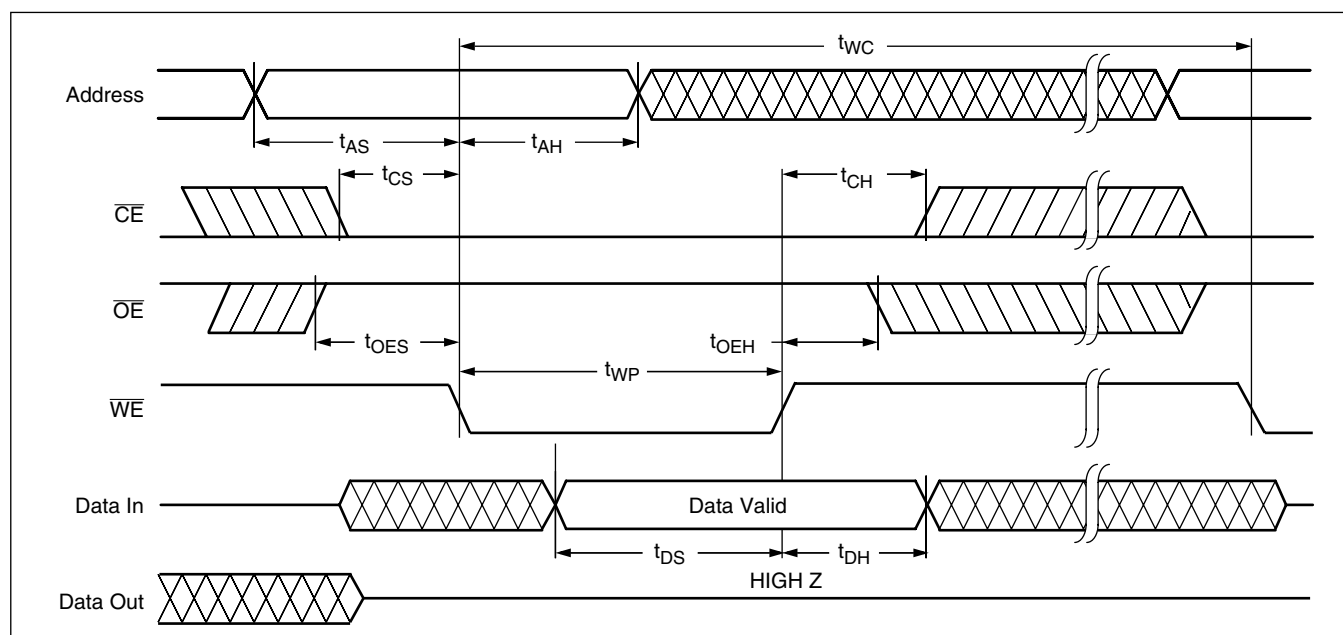 tWC
Address
tAS
tAH
tCS
tCH
CE
OE
tOES
tOEH
tWP
WE
Data In
Data Valid
tDS
tDH
HIGH Z
Data Out